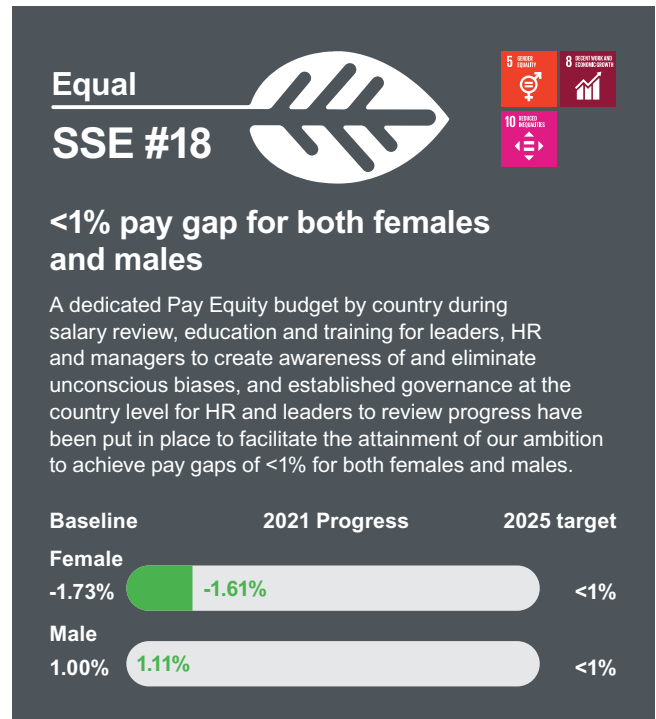 Equal
SSE #18
5 GENDER EQUALITY
8 DECENT WORK AND ECONOMIC GROWTH
10 REDUCED INEQUALITIES
<1% pay gap for both females
and males
A dedicated Pay Equity budget by country during
salary review, education and training for leaders, HR
and managers to create awareness of and eliminate
unconscious biases, and established governance at the
country level for HR and leaders to review progress have
been put in place to facilitate the attainment of our ambition
to achieve pay gaps of <1% for both females and males.
Baseline 2021 Progress 2025 target
Female
-1.73% -1.61% <1%
Male
1.00% 1.11% <1%